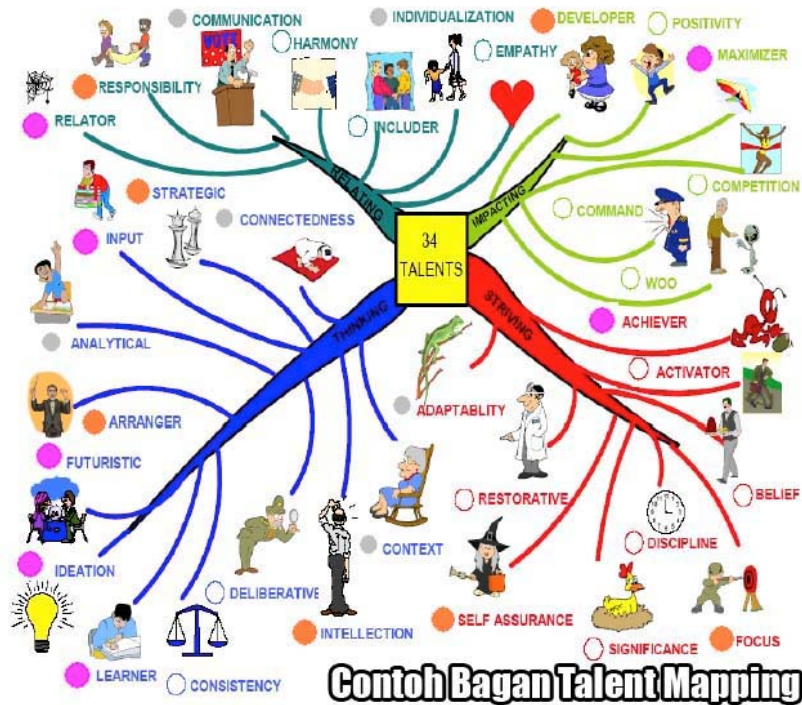 COMMUNICATION
INDIVIDUALIZATION
DEVELOPER
POSITIVITY
HARMONY
EMPATHY
MAXIMIZER
VOTE
RESPONSIBILITY
RELATOR
INCLUDER
RELATING
IMPACTING
COMPETITION
STRATEGIC
CONNECTEDNESS
COMMAND
INPUT
34
TALENTS
WOO
THINKING
STRIVING
ACHIEVER
ANALYTICAL
ACTIVATOR
ARRANGER
ADAPTABLITY
FUTURISTIC
RESTORATIVE
BELIEF
DISCIPLINE
CONTEXT
IDEATION
DELIBERATIVE
INTELLECTION
SELF ASSURANCE
SIGNIFICANCE
FOCUS
LEARNER
CONSISTENCY
Contoh Bagan Talent Mapping